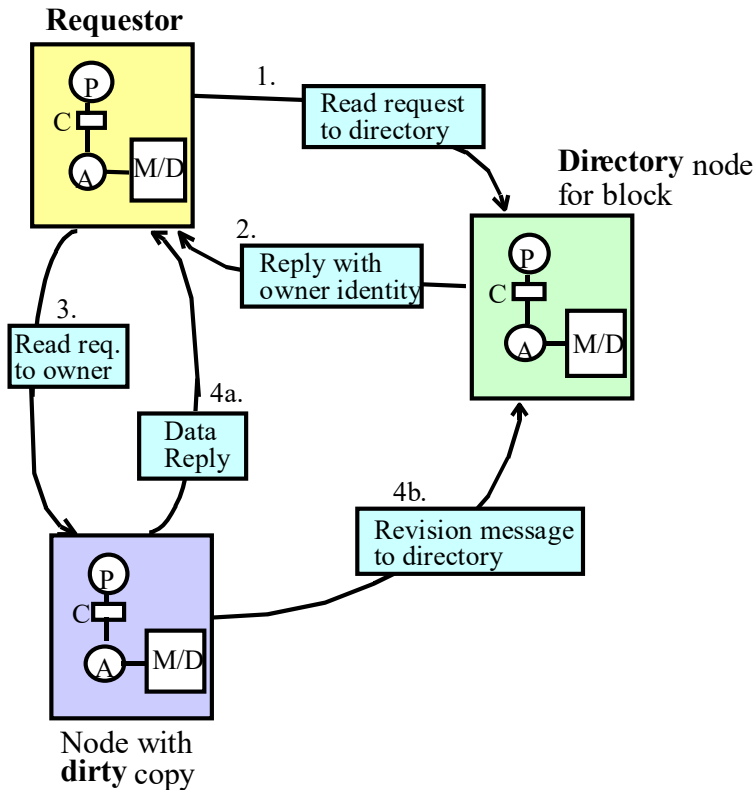 Requestor
P
C
A
M/D
1.
Read request
to directory
Directory node
for block
P
C
A
M/D
2.
Reply with
owner identity
3.
Read req.
to owner
4a.
Data
Reply
4b.
Revision message
to directory
P
C
A
M/D
Node with
dirty copy